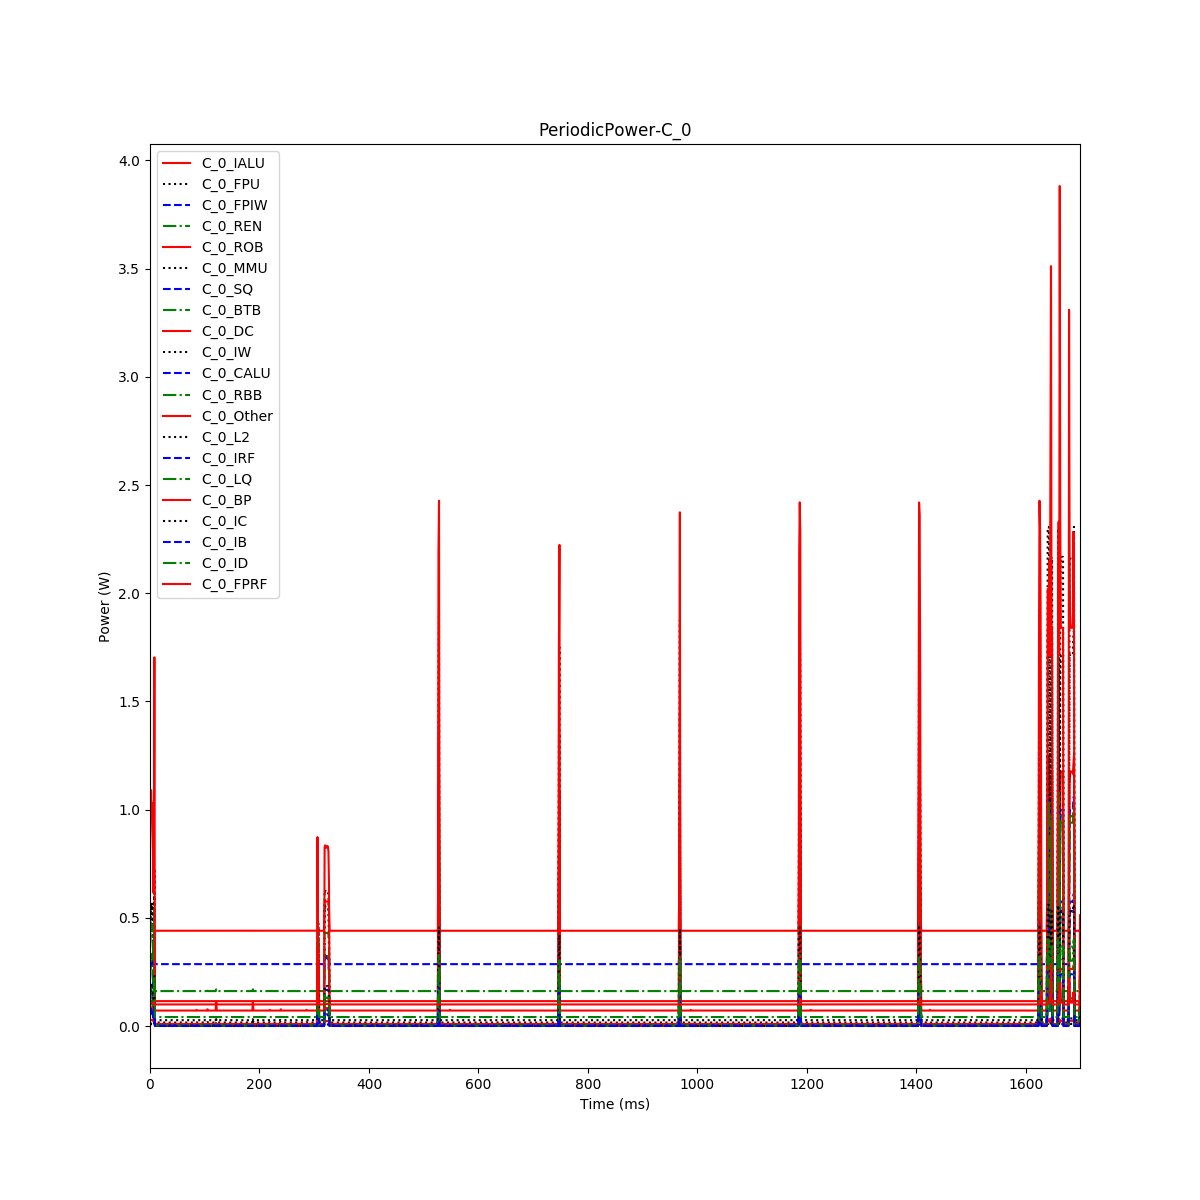 PeriodicPower-C_0
4.0
3.5
3.0
2.5
2.0
1.5
1.0
0.5
0.0
Power (W)
C_0_IALU
C_0_FPU
C_0_FPIW
C_0_REN
C_0_ROB
C_0_MMU
C_0_SQ
C_0_BTB
C_0_DC
C_0_IW
C_0_CALU
C_0_RBB
C_0_Other
C_0_L2
C_0_IRF
C_0_LQ
C_0_BP
C_0_IC
C_0_IB
C_0_ID
C_0_FPRF
0 200 400 600 800 1000 1200 1400 1600
Time (ms)